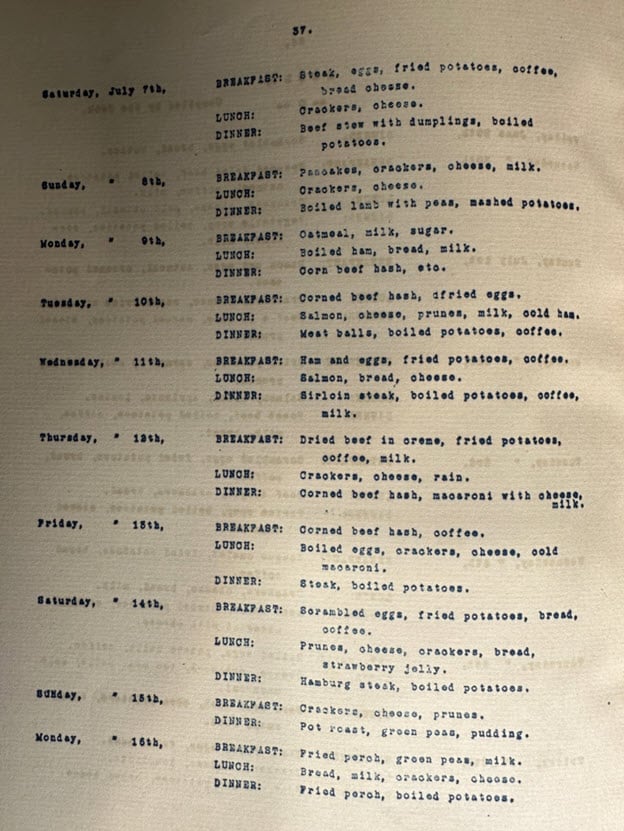 37.
Saturday, July 7th, BREAKFAST: Steak, eggs, fried potatoes, coffee,
bread cheese.
LUNCH: Crackers, cheese.
DINNER: Beef stew with dumplings, boiled
potatoes.
Sunday, " 8th, BREAKFAST: Pancakes, crackers, cheese, milk.
LUNCH: Crackers, cheese.
DINNER: Boiled lamb with peas, mashed potatoes.
Monday, " 9th, BREAKFAST: Oatmeal, milk, sugar.
LUNCH: Boiled ham, bread, milk.
DINNER: Corn beef hash, etc.
Tuesday, " 10th, BREAKFAST: Corned beef hash, dfried eggs.
LUNCH: Salmon, cheese, prunes, milk, cold ham.
DINNER: Meat balls, boiled potatoes, coffee.
Wednesday, " 11th, BREAKFAST: Ham and eggs, fried potatoes, coffee.
LUNCH: Salmon, bread, cheese.
DINNER: Sirloin steak, boiled potatoes, coffee,
milk.
Thursday, " 12th, BREAKFAST: Dried beef in creme, fried potatoes,
coffee, milk.
LUNCH: Crackers, cheese, rain.
DINNER: Corned beef hash, macaroni with cheese,
milk.
Friday, " 13th, BREAKFAST: Corned beef hash, coffee.
LUNCH: Boiled eggs, crackers, cheese, cold
macaroni.
DINNER: Steak, boiled potatoes.
Saturday, " 14th, BREAKFAST: Scrambled eggs, fried potatoes, bread,
coffee.
LUNCH: Prunes, cheese, crackers, bread,
strawberry jelly.
DINNER: Hamburg steak, boiled potatoes.
Sunday, " 15th, BREAKFAST: Crackers, cheese, prunes.
DINNER: Pot roast, green peas, pudding.
Monday, " 16th, BREAKFAST: Fried perch, green peas, milk.
LUNCH: Bread, milk, crackers, cheese.
DINNER: Fried perch, boiled potatoes.